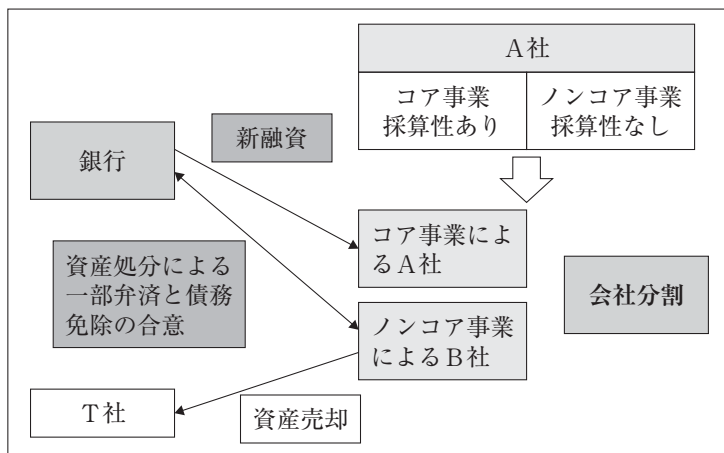 A社
コア事業
採算性あり
ノンコア事業
採算性なし
新融資
銀行
コア事業によ
るA社
会社分割
資産処分による
一部弁済と債務
免除の合意
ノンコア事業
によるB社
T社
資産売却